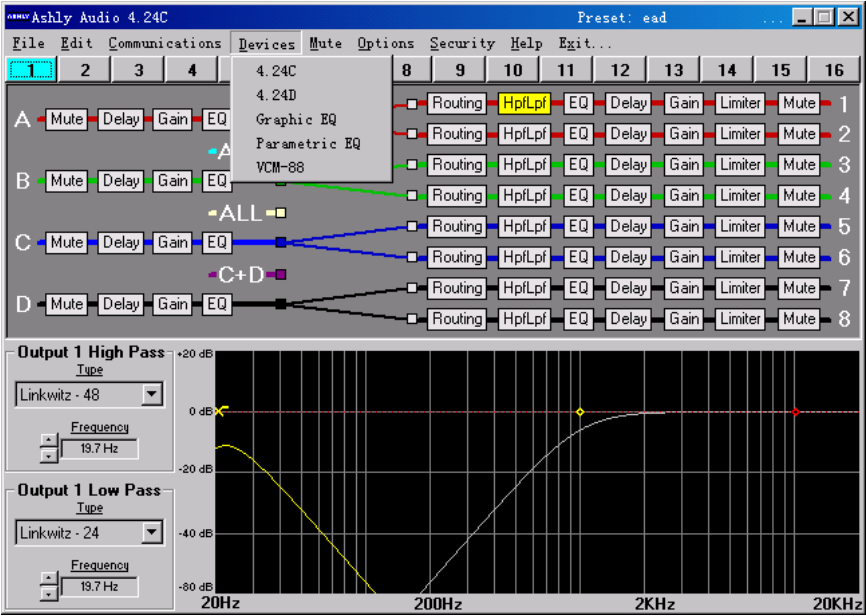 ASHLY Ashly Audio 4.24C Preset: ead ...
File Edit Communications Devices Mute Options Security Help Exit...
1 2 3 4 8 9 10 11 12 13 14 15 16
4.24C
4.24D
Graphic EQ
Parametric EQ
VCM-88
Routing HpfLpf EQ Delay Gain Limiter Mute 1
A Mute Delay Gain EQ
Routing HpfLpf EQ Delay Gain Limiter Mute 2
A
Routing HpfLpf EQ Delay Gain Limiter Mute 3
B Mute Delay Gain EQ
Routing HpfLpf EQ Delay Gain Limiter Mute 4
ALL
Routing HpfLpf EQ Delay Gain Limiter Mute 5
C Mute Delay Gain EQ
Routing HpfLpf EQ Delay Gain Limiter Mute 6
C+D
Routing HpfLpf EQ Delay Gain Limiter Mute 7
D Mute Delay Gain EQ
Routing HpfLpf EQ Delay Gain Limiter Mute 8
Output 1 High Pass
Type
Linkwitz - 48
Frequency
19.7 Hz
Output 1 Low Pass
Type
Linkwitz - 24
Frequency
19.7 Hz
+20 dB
0 dB
-20 dB
-40 dB
-60 dB
20Hz 200Hz 2KHz 20KHz